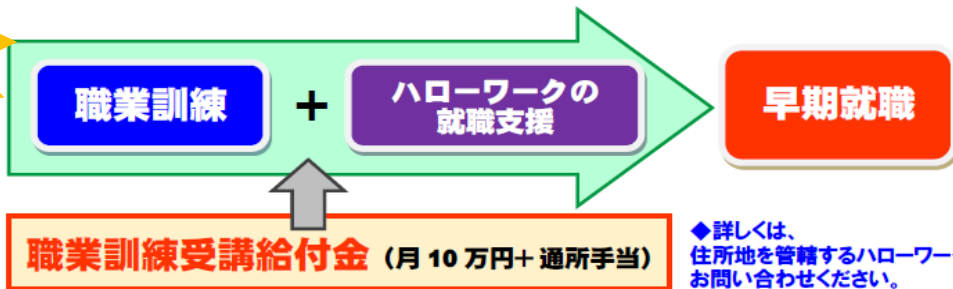 職業訓練
+
ハローワークの
就職支援
早期就職
職業訓練受講給付金（月10万円+通所手当）
◆詳しくは、
住所地を管轄するハローワー
お問い合わせください。